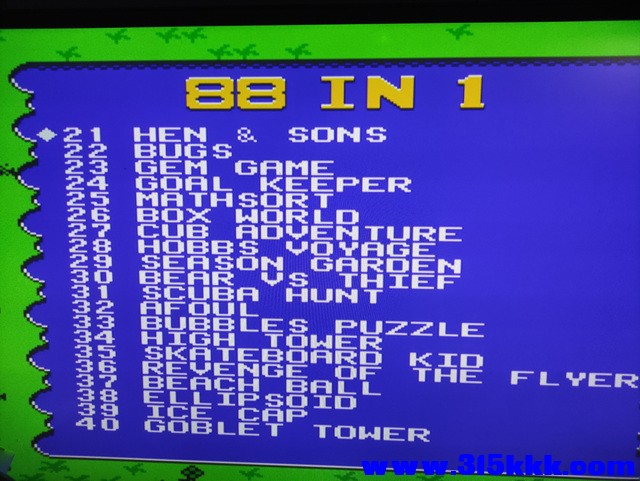 88 IN 1
21 HEN & SONS
22 BUGS
23 GEM GAME
24 GOAL KEEPER
25 MATHSORT
26 BOX WORLD
27 CUB ADVENTURE
28 HOBBS VOYAGE
29 SEASON GARDEN
30 BEAR VS THIEF
31 SCUBA HUNT
32 AFOUL
33 BUBBLES PUZZLE
34 HIGH TOWER
35 SKATEBOARD KID
36 REVENGE OF THE FLYER
37 BEACH BALL
38 ELLIPSOID
39 ICE CAP
40 GOBLET TOWER
www.3f5kkk.com